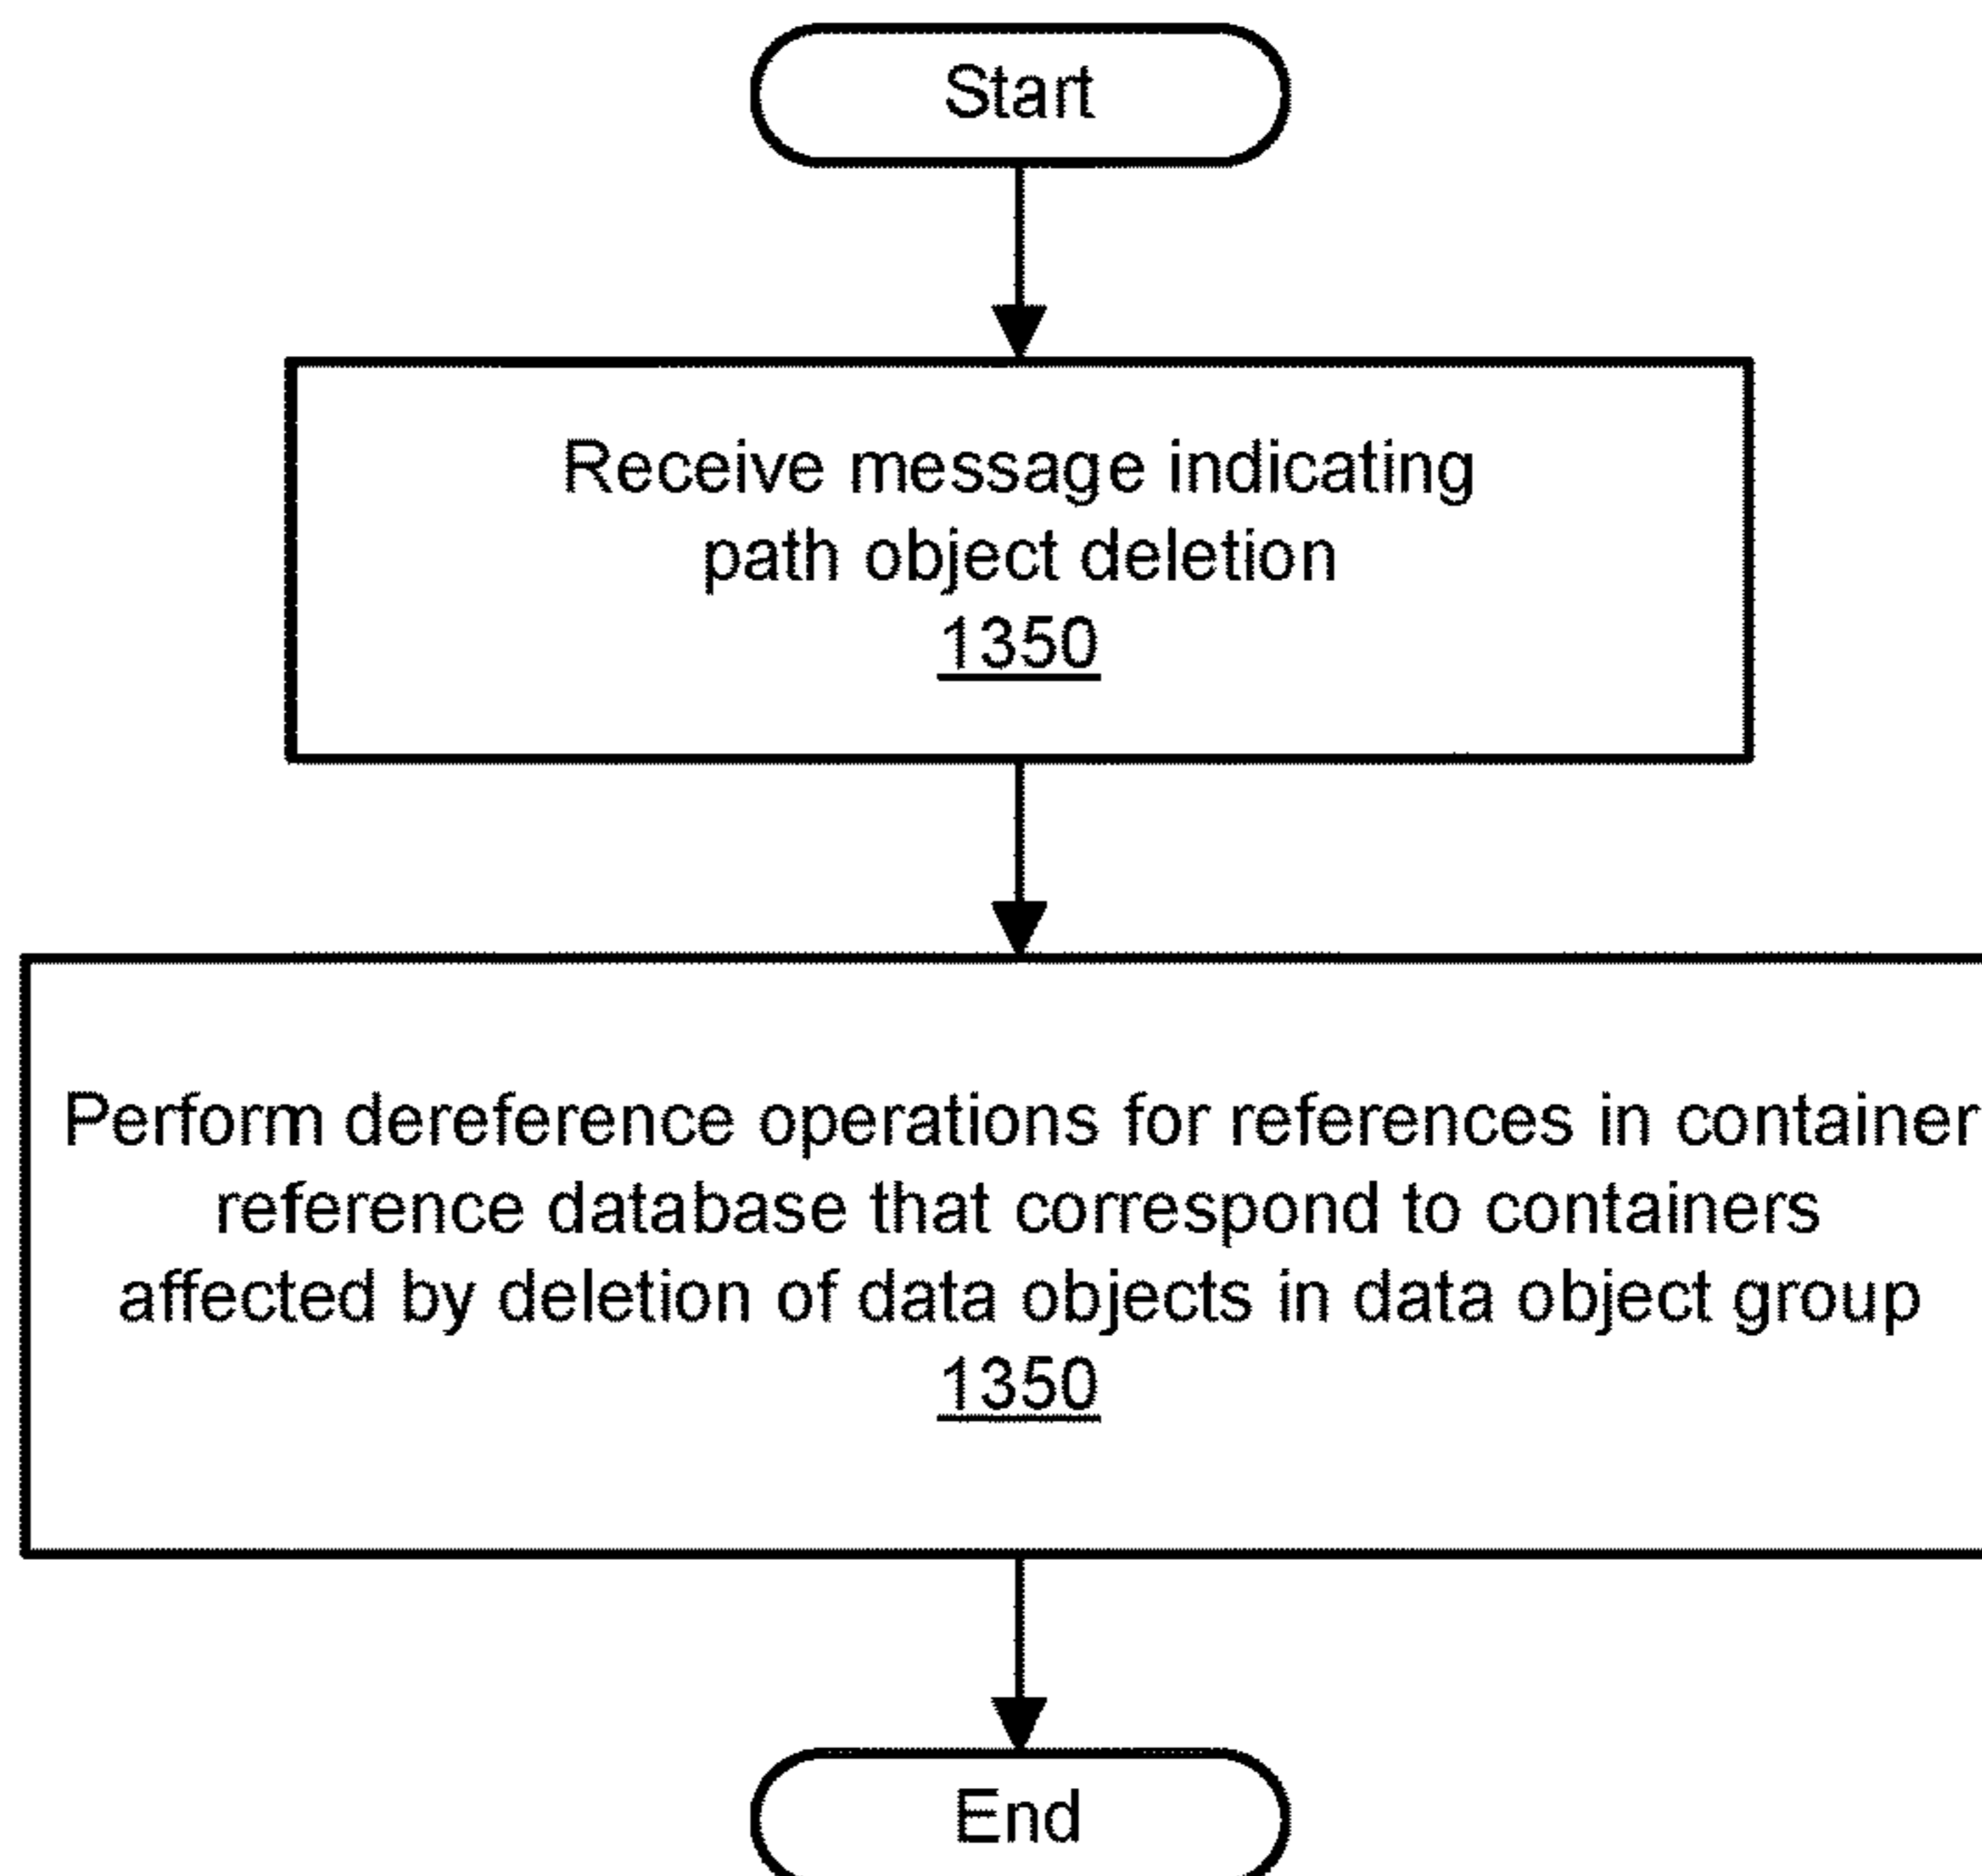 Start
Receive message indicating
path object deletion
1350
Perform dereference operations for references in container
reference database that correspond to containers
affected by deletion of data objects in data object group
1350
End